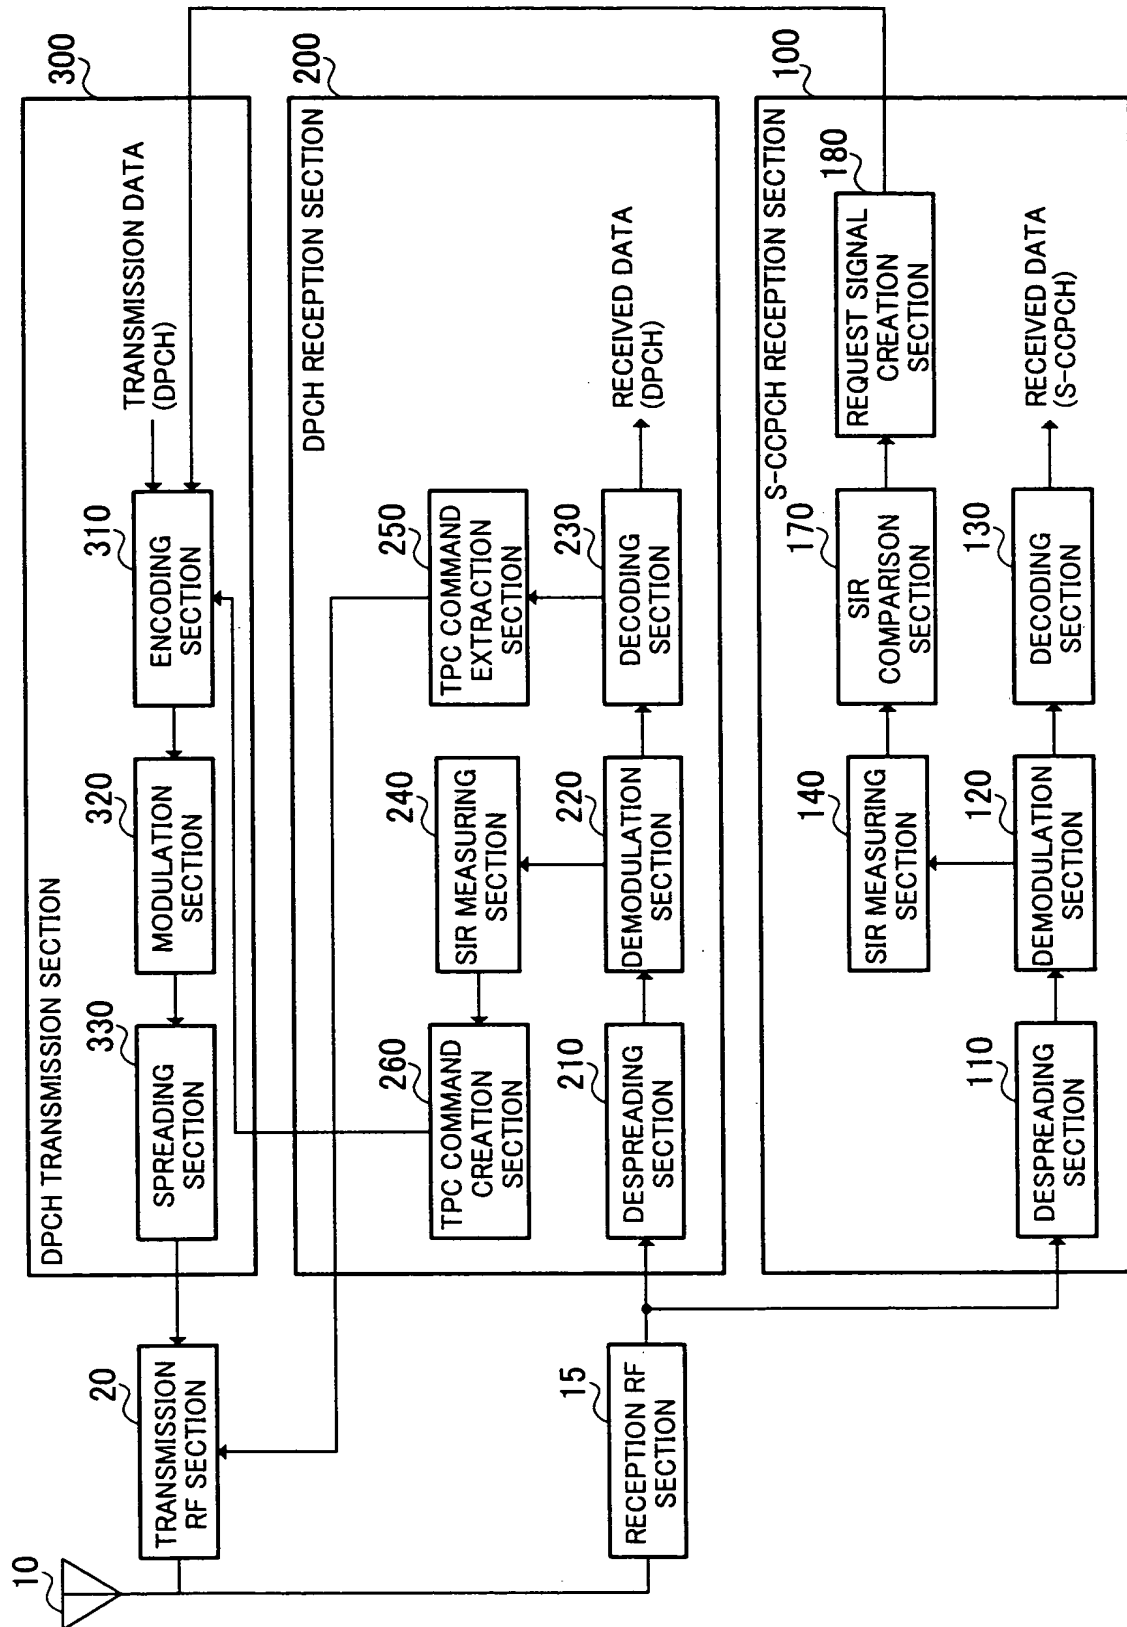 10
20
TRANSMISSION
RF SECTION
15
RECEPTION RF
SECTION
DPCH TRANSMISSION SECTION
300
330
SPREADING
SECTION
320
MODULATION
SECTION
310
ENCODING
SECTION
TRANSMISSION DATA
(DPCH)
200
DPCH RECEPTION SECTION
260
TPC COMMAND
CREATION
SECTION
240
SIR MEASURING
SECTION
250
TPC COMMAND
EXTRACTION
SECTION
210
DESPREADING
SECTION
220
DEMODULATION
SECTION
230
DECODING
SECTION
RECEIVED DATA
(DPCH)
100
S-CCPCH RECEPTION SECTION
140
SIR MEASURING
SECTION
170
SIR
COMPARISON
SECTION
180
REQUEST SIGNAL
CREATION
SECTION
110
DESPREADING
SECTION
120
DEMODULATION
SECTION
130
DECODING
SECTION
RECEIVED DATA
(S-CCPCH)